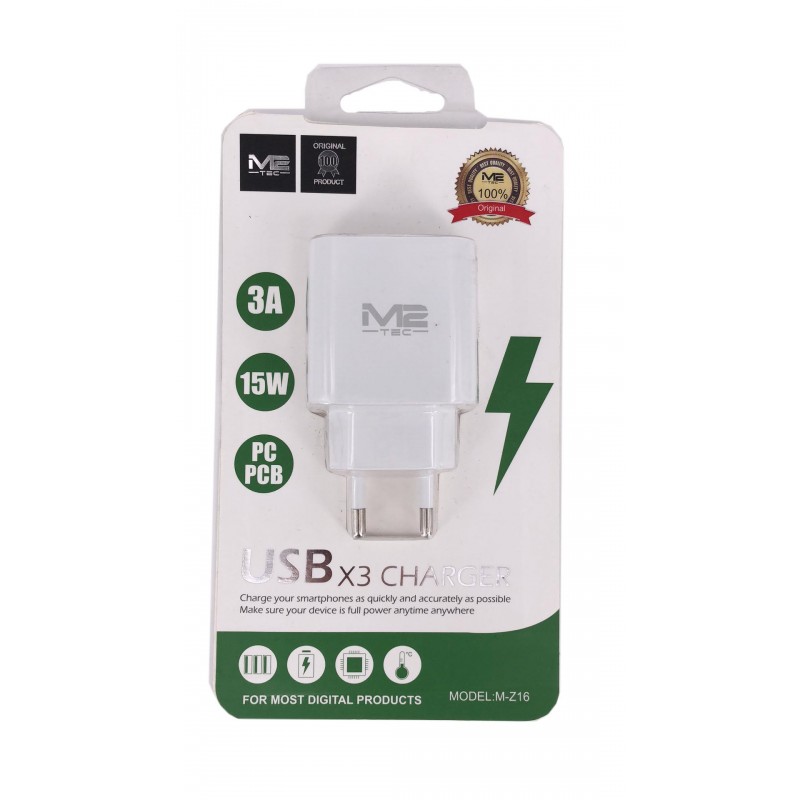 M2
TEC
ORIGINAL
100
PRODUCT
BEST QUALITY
M2
TEC
100%
Original
M2
TEC
3A
15W
PC
PCB
USB X3 CHARGER
Charge your smartphones as quickly and accurately as possible
Make sure your device is full power anytime anywhere
°C
FOR MOST DIGITAL PRODUCTS
MODEL:M-Z16